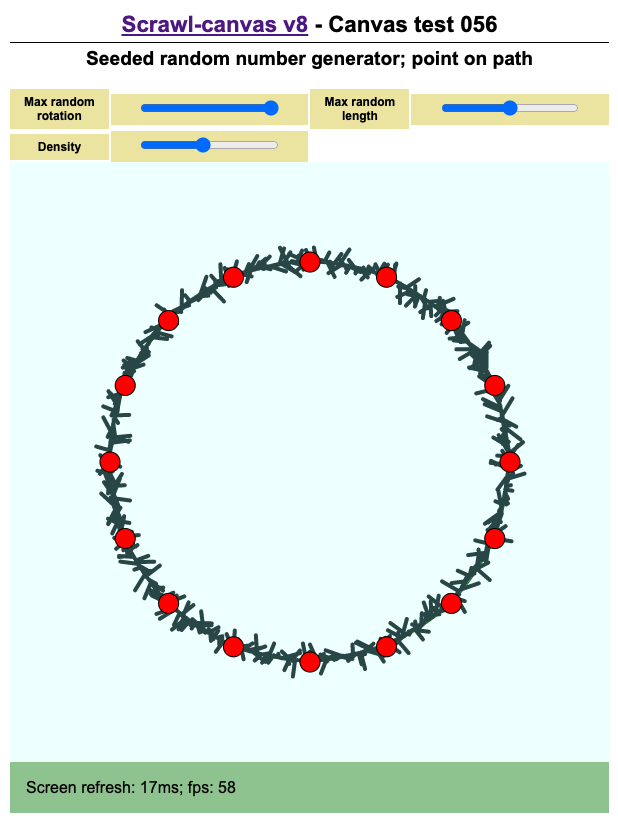 Scrawl-canvas v8 - Canvas test 056
Seeded random number generator; point on path
Max random
rotation
Max random
length
Density
Screen refresh: 17ms; fps: 58